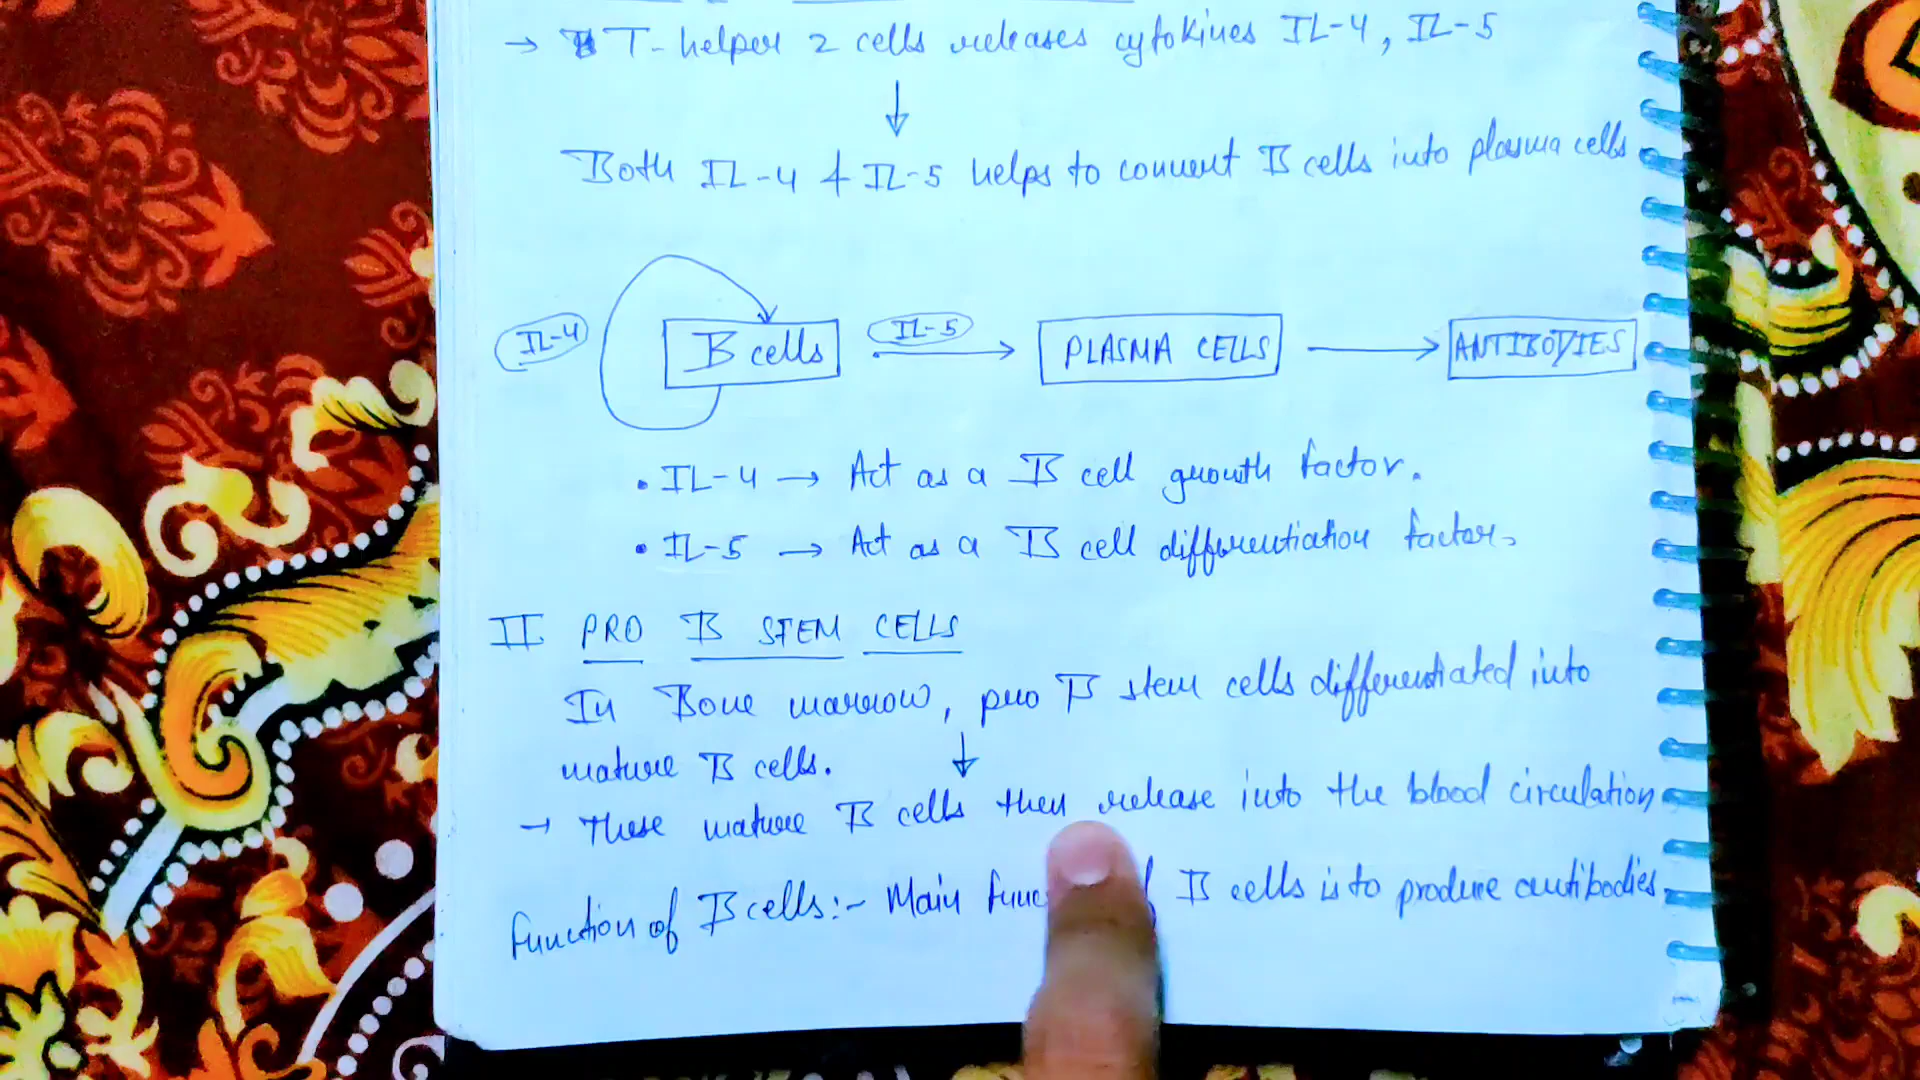 → T-helper 2 cells releases cytokines IL-4, IL-5
↓
Both IL-4 & IL-5 helps to convert B cells into plasma cells
IL-4 B cells IL-5 → PLASMA CELLS → ANTIBODIES
• IL-4 → Act as a B cell growth factor.
• IL-5 → Act as a B cell differentiation factor.
II PRO B STEM CELLS
In Bone marrow, pro B stem cells differentiated into
mature B cells. ↓
→ These mature B cells then release into the blood circulation
Function of B cells:- Main B cells is to produce antibodies.